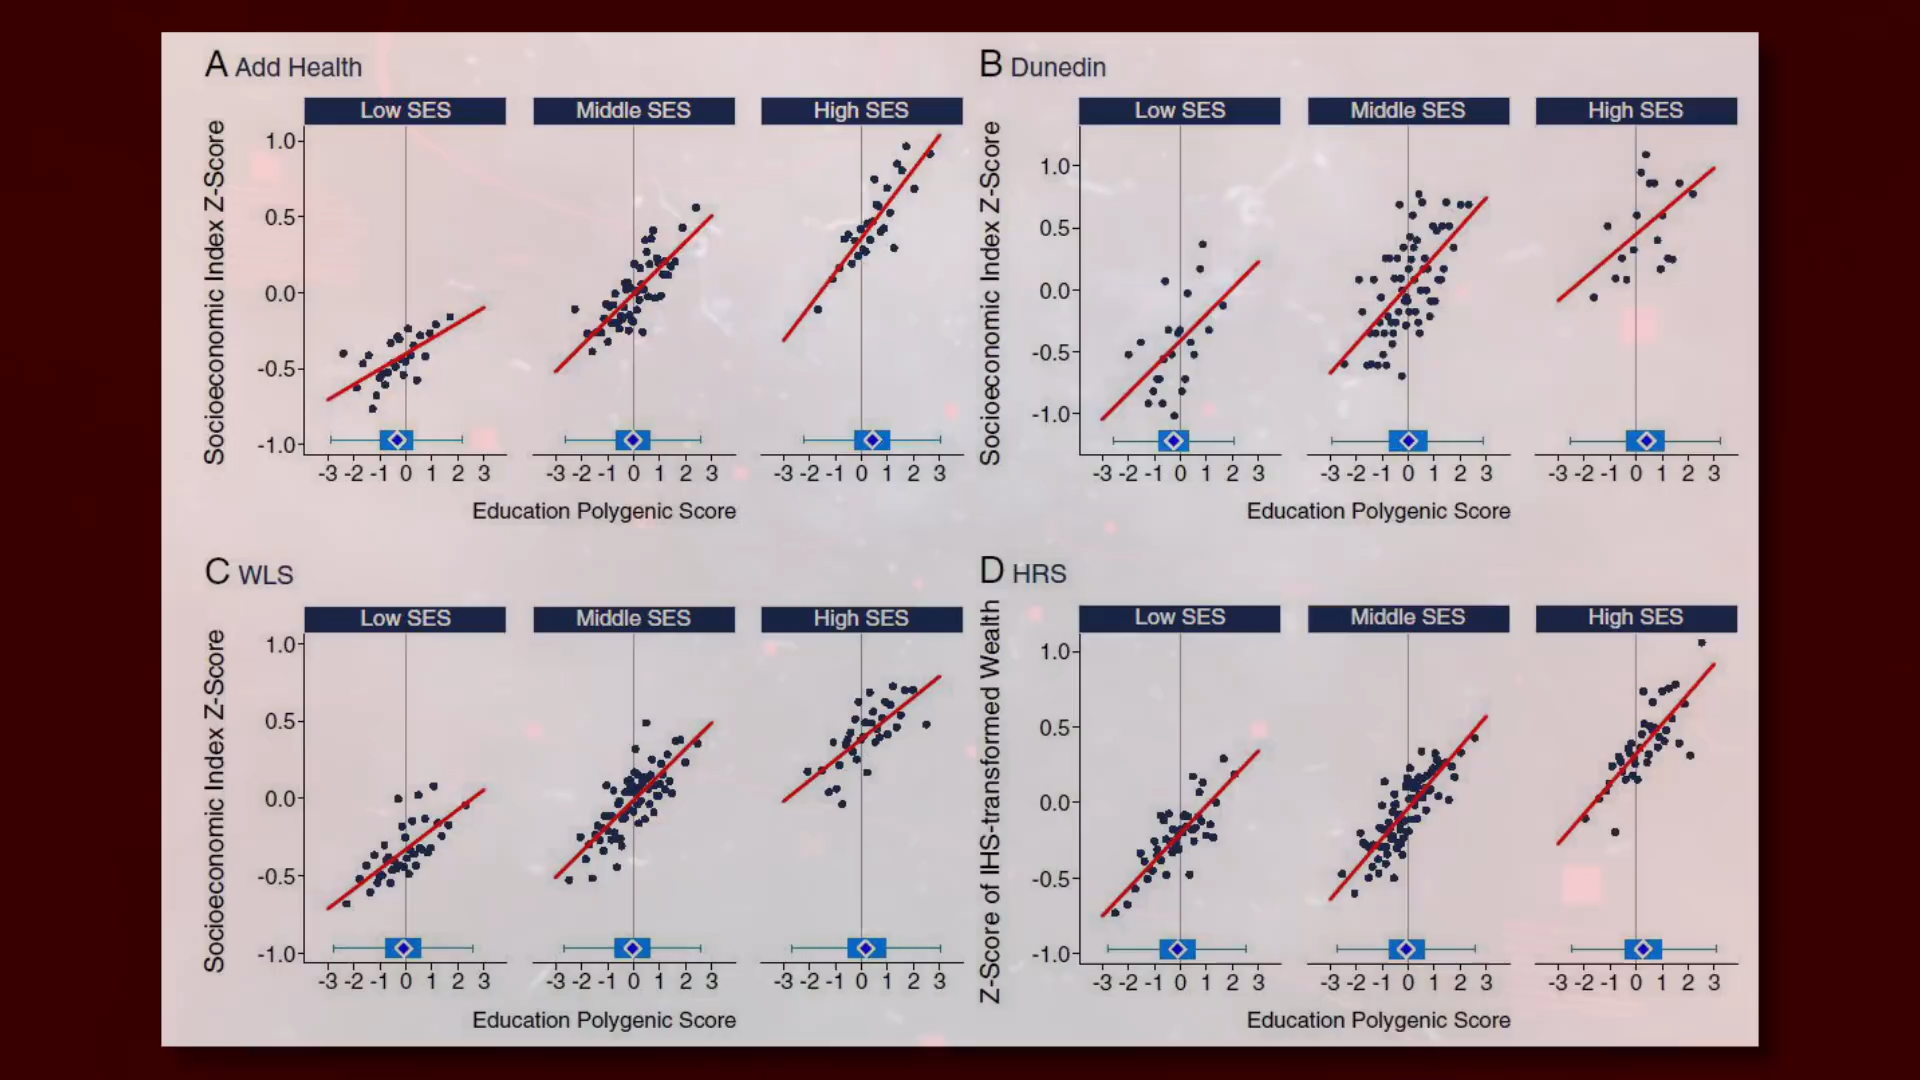 A Add Health
Low SES
Middle SES
High SES
Socioeconomic Index Z-Score
1.0
0.5
0.0
-0.5
-1.0
-3 -2 -1 0 1 2 3
-3 -2 -1 0 1 2 3
-3 -2 -1 0 1 2 3
Education Polygenic Score
B Dunedin
Low SES
Middle SES
High SES
Socioeconomic Index Z-Score
1.0
0.5
0.0
-0.5
-1.0
-3 -2 -1 0 1 2 3
-3 -2 -1 0 1 2 3
-3 -2 -1 0 1 2 3
Education Polygenic Score
C WLS
Low SES
Middle SES
High SES
Socioeconomic Index Z-Score
1.0
0.5
0.0
-0.5
-1.0
-3 -2 -1 0 1 2 3
-3 -2 -1 0 1 2 3
-3 -2 -1 0 1 2 3
Education Polygenic Score
D HRS
Low SES
Middle SES
High SES
Z-Score of IHS-transformed Wealth
1.0
0.5
0.0
-0.5
-1.0
-3 -2 -1 0 1 2 3
-3 -2 -1 0 1 2 3
-3 -2 -1 0 1 2 3
Education Polygenic Score